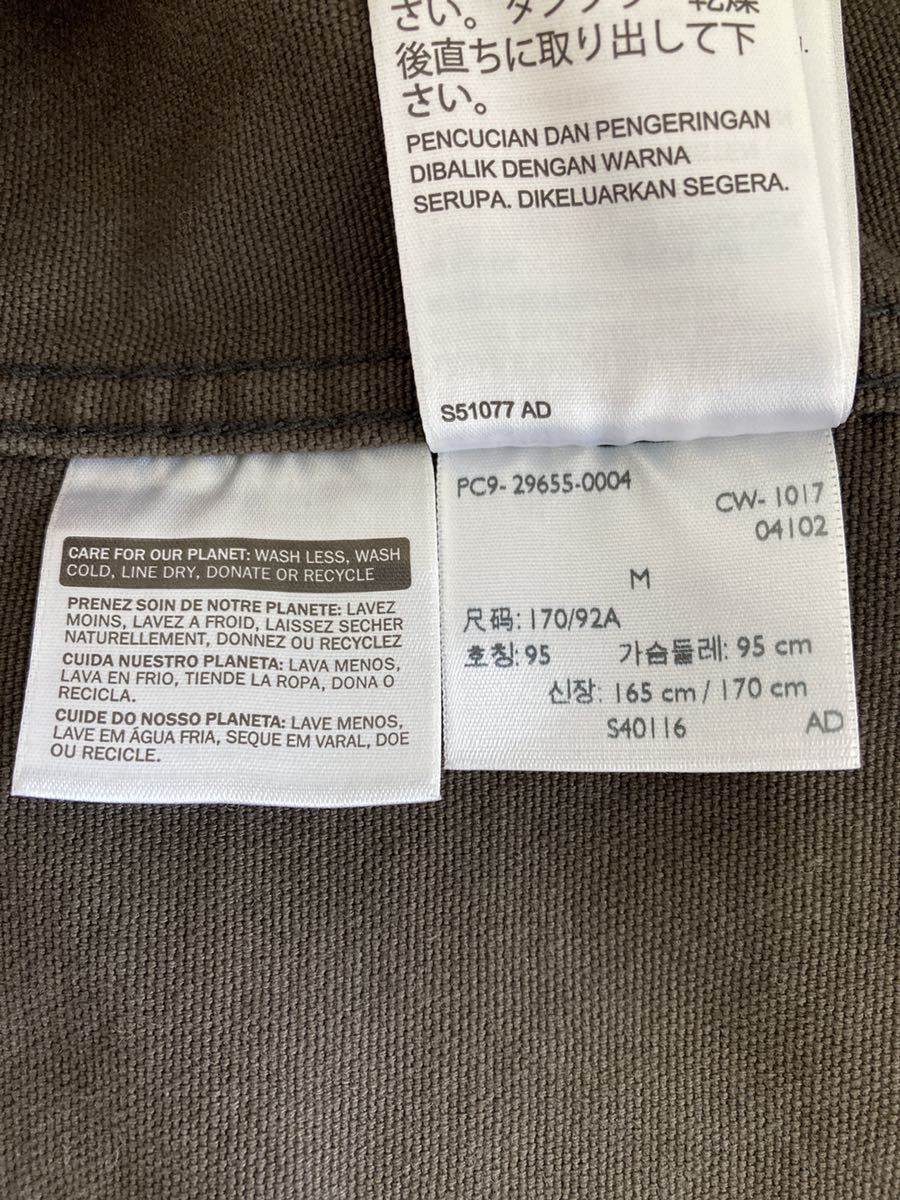 さい。タンブラー乾燥
後直ちに取り出して下
さい。
PENCUCIAN DAN PENGERINGAN
DIBALIK DENGAN WARNA
SERUPA. DIKELUARKAN SEGERA.
S51077 AD
CARE FOR OUR PLANET: WASH LESS, WASH
COLD, LINE DRY, DONATE OR RECYCLE
PRENEZ SOIN DE NOTRE PLANETE: LAVEZ
MOINS, LAVEZ A FROID, LAISSEZ SECHER
NATURELLEMENT, DONNEZ OU RECYCLEZ
CUIDA NUESTRO PLANETA: LAVA MENOS,
LAVA EN FRIO, TIENDE LA ROPA, DONA O
RECICLA.
CUIDE DO NOSSO PLANETA: LAVE MENOS,
LAVE EM ÁGUA FRIA, SEQUE EM VARAL, DOE
OU RECICLE.
PC9- 29655-0004
CW- 1017
04102
M
尺码: 170/92A
호칭: 95 가슴둘레: 95 cm
신장: 165 cm / 170 cm
S40116 AD